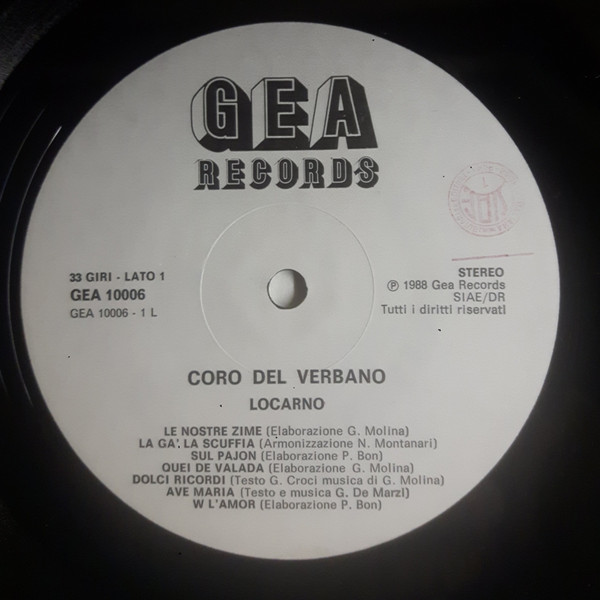 GEA
RECORDS
33 GIRI - LATO 1
GEA 10006
GEA 10006 - 1 L
STEREO
Ⓟ 1988 Gea Records
SIAE/DR
Tutti i diritti riservati
CORO DEL VERBANO
LOCARNO
LE NOSTRE ZIME (Elaborazione G. Molina)
LA GA'. LA SCUFFIA (Armonizzazione N. Montanari)
SUL PAJON (Elaborazione P. Bon)
QUEI DE VALADA (Elaborazione G. Molina)
DOLCI RICORDI (Testo G. Croci musica di G. Molina)
AVE MARIA (Testo e musica G. De Marzi)
W L'AMOR (Elaborazione P. Bon)